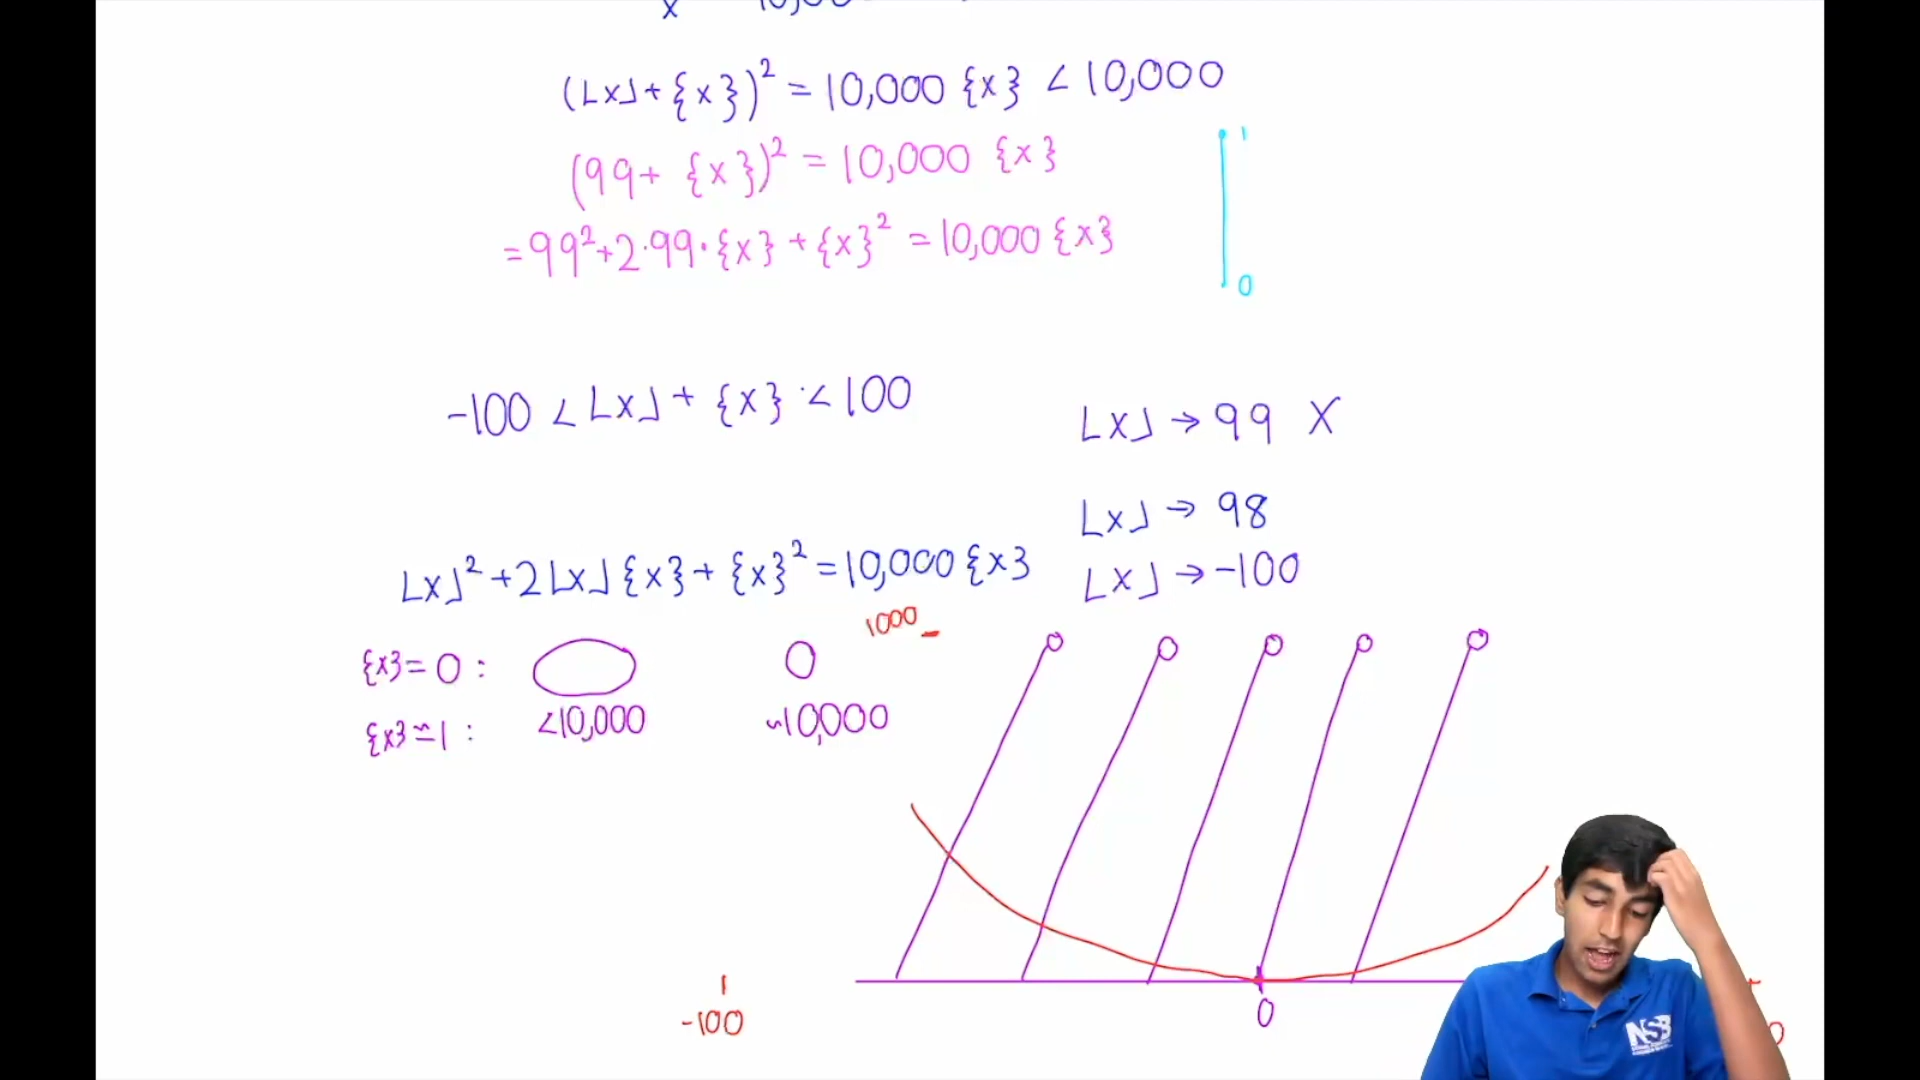 (⌊x⌋+{x})² = 10,000 {x} < 10,000
1
(99+ {x})² = 10,000 {x}
=99²+2·99·{x} + {x}² = 10,000 {x}
0
-100 < ⌊x⌋ + {x} < 100
⌊x⌋ → 99 X
⌊x⌋ → 98
⌊x⌋² +2⌊x⌋{x} + {x}² = 10,000 {x}
⌊x⌋ → -100
1000
{x}= 0 : 0
{x}≈1 : <10,000 ~10,000
-100
0
NSB